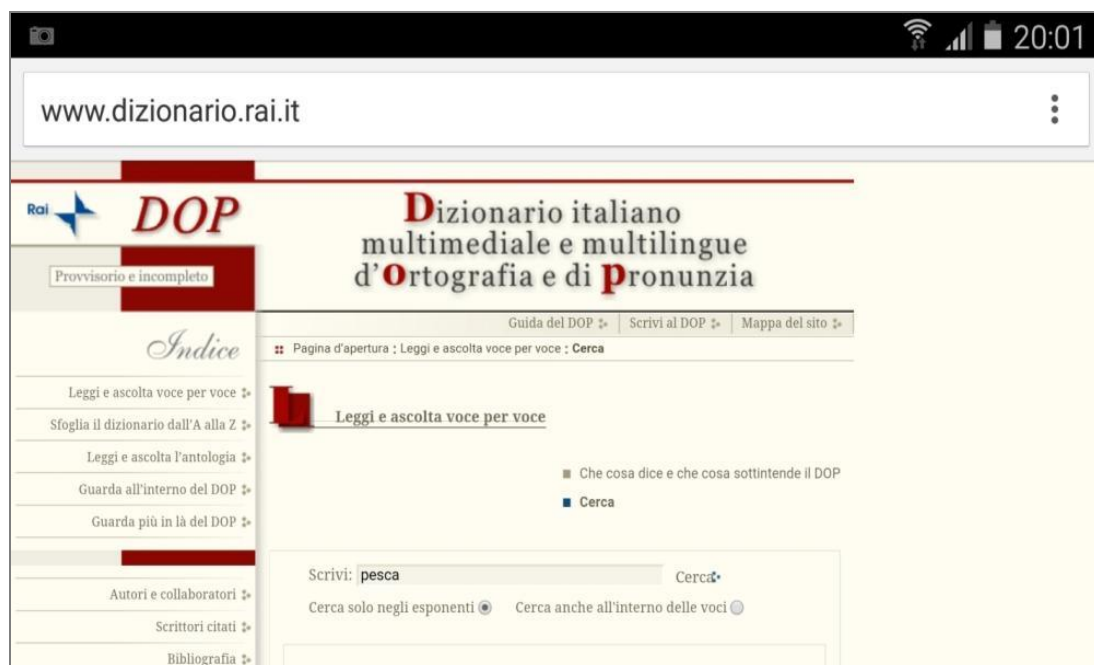 20:01
www.dizionario.rai.it
Rai
DOP
Dizionario italiano
multimediale e multilingue
d'Ortografia e di pronunzia
Provvisorio e incompleto
Guida del DOP
Scrivi al DOP
Mappa del sito
Indice
Pagina d'apertura : Leggi e ascolta voce per voce : Cerca
Leggi e ascolta voce per voce
Sfoglia il dizionario dall'A alla Z
Leggi e ascolta l'antologia
Guarda all'interno del DOP
Guarda più in là del DOP
Autori e collaboratori
Scrittori citati
Bibliografia
Leggi e ascolta voce per voce
Che cosa dice e che cosa sottintende il DOP
Cerca
Scrivi: pesca Cerca
Cerca solo negli esponenti Cerca anche all'interno delle voci